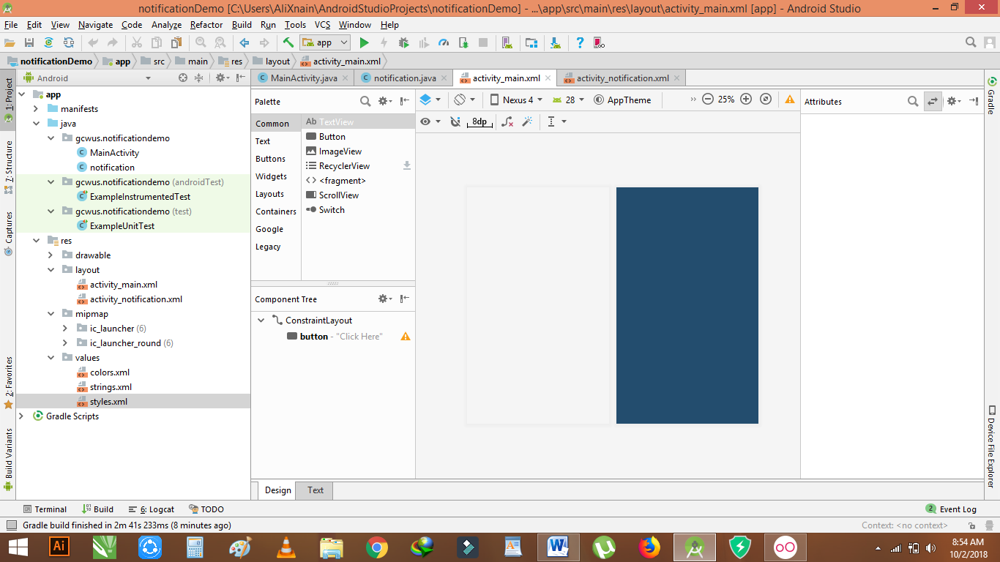 notificationDemo [C:\Users\AliXnain\AndroidStudioProjects\notificationDemo] - ...\app\src\main\res\layout\activity_main.xml [app] - Android Studio
File Edit View Navigate Code Analyze Refactor Build Run Tools VCS Window Help
app
notificationDemo app src main res layout activity_main.xml
Android
MainActivity.java notification.java activity_main.xml activity_notification.xml
1: Project
7: Structure
Captures
2: Favorites
Build Variants
app
manifests
java
gcwus.notificationdemo
MainActivity
notification
gcwus.notificationdemo (androidTest)
ExampleInstrumentedTest
gcwus.notificationdemo (test)
ExampleUnitTest
res
drawable
layout
activity_main.xml
activity_notification.xml
mipmap
ic_launcher (6)
ic_launcher_round (6)
values
colors.xml
strings.xml
styles.xml
Gradle Scripts
Palette
Common
Text
Buttons
Widgets
Layouts
Containers
Google
Legacy
Ab TextView
Button
ImageView
RecyclerView
<fragment>
ScrollView
Switch
Component Tree
ConstraintLayout
button - "Click Here"
Nexus 4 28 AppTheme 25%
8dp
Attributes
Gradle
Device File Explorer
Design Text
Terminal Build 6: Logcat TODO 2 Event Log
Gradle build finished in 2m 41s 233ms (8 minutes ago) Context: <no context>
Ai
8:54 AM
10/2/2018